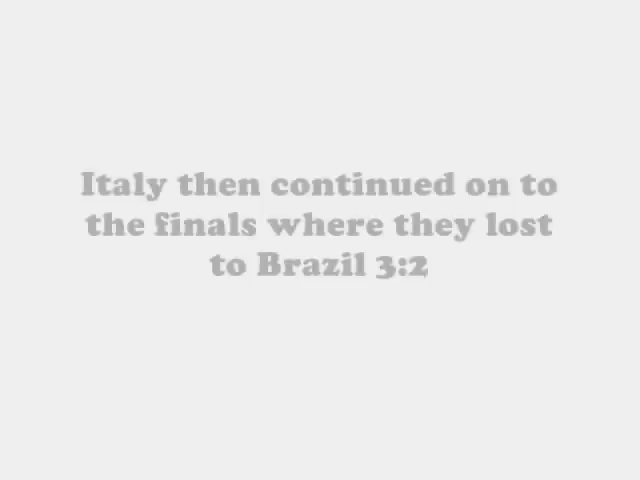 Italy then continued on to
the finals where they lost
to Brazil 3:2